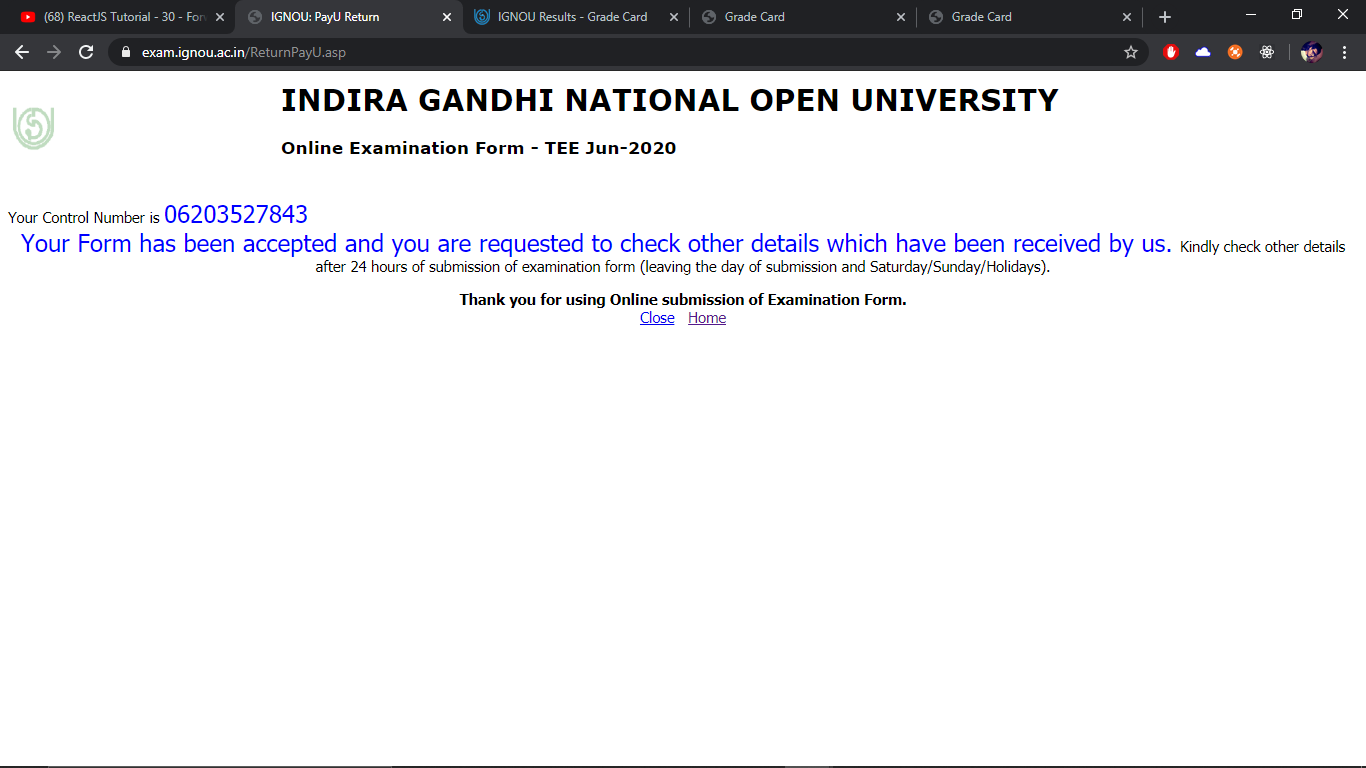 (68) ReactJS Tutorial - 30 - For
IGNOU: PayU Return
IGNOU Results - Grade Card
Grade Card
Grade Card
exam.ignou.ac.in/ReturnPayU.asp
INDIRA GANDHI NATIONAL OPEN UNIVERSITY
Online Examination Form - TEE Jun-2020
Your Control Number is 06203527843
Your Form has been accepted and you are requested to check other details which have been received by us. Kindly check other details
after 24 hours of submission of examination form (leaving the day of submission and Saturday/Sunday/Holidays).
Thank you for using Online submission of Examination Form.
Close Home